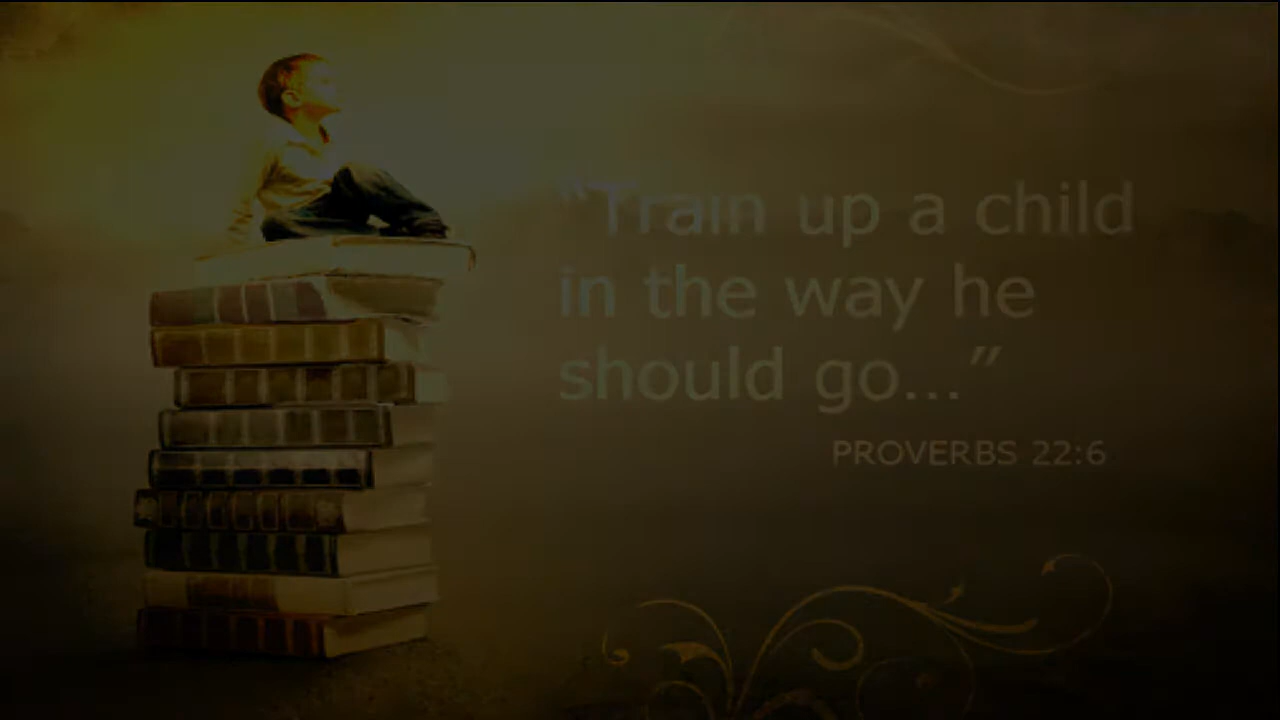 “Train up a child
in the way he
should go...”
PROVERBS 22:6